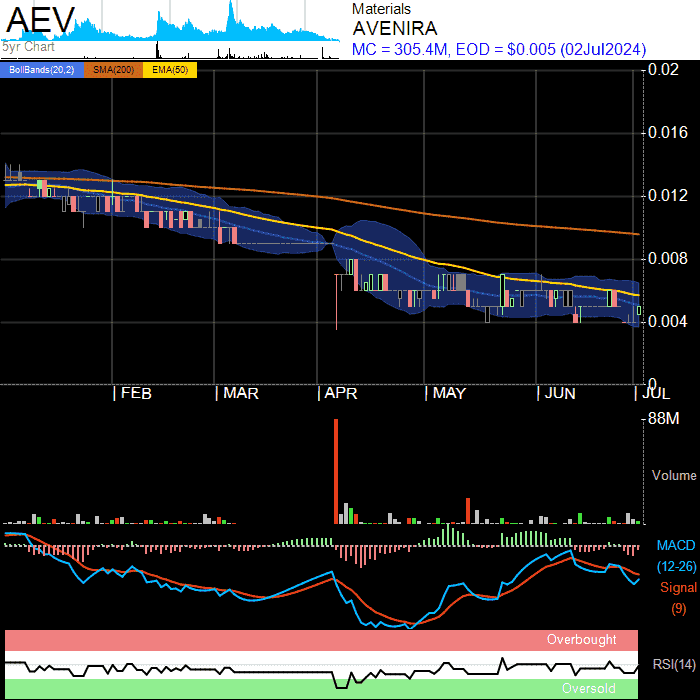 AEV
5yr Chart
Materials
AVENIRA
MC = 305.4M, EOD = $0.005 (02Jul2024)
BollBands(20,2) SMA(200) EMA(50)
0.02
0.016
0.012
0.008
0.004
0
| FEB | MAR | APR | MAY | JUN | JUL
88M
Volume
MACD
(12-26)
Signal
(9)
Overbought
RSI(14)
Oversold